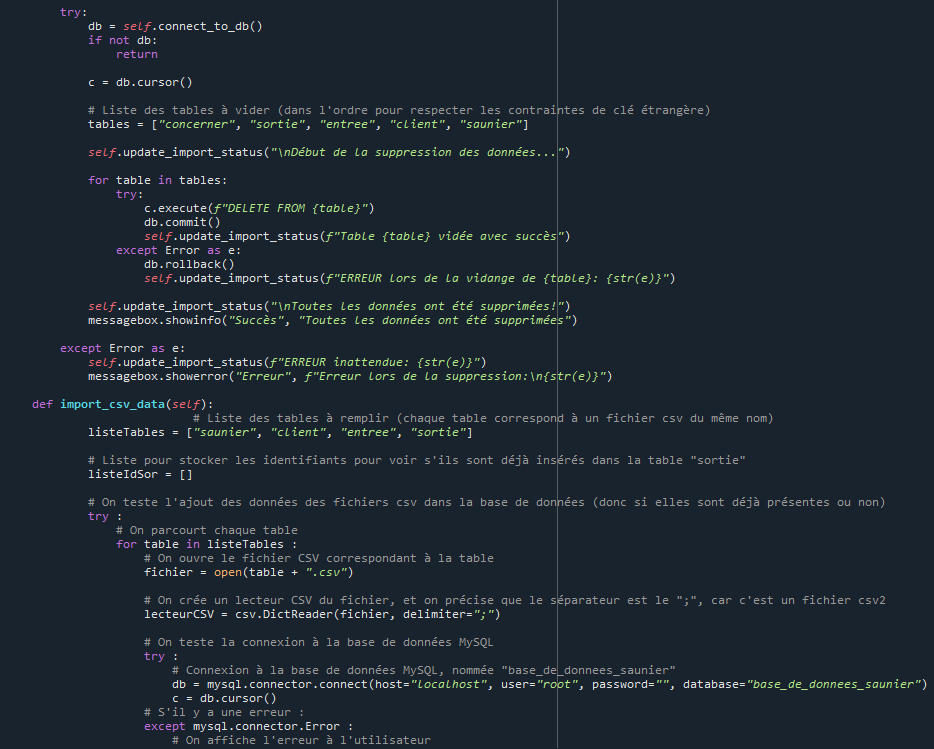 try:
db = self.connect_to_db()
if not db:
return
c = db.cursor()
# Liste des tables à vider (dans l'ordre pour respecter les contraintes de clé étrangère)
tables = ["concerner", "sortie", "entree", "client", "saunier"]
self.update_import_status("\nDébut de la suppression des données...")
for table in tables:
try:
c.execute(f"DELETE FROM {table}")
db.commit()
self.update_import_status(f"Table {table} vidée avec succès")
except Error as e:
db.rollback()
self.update_import_status(f"ERREUR lors de la vidange de {table}: {str(e)}")
self.update_import_status("\nToutes les données ont été supprimées!")
messagebox.showinfo("Succès", "Toutes les données ont été supprimées")
except Error as e:
self.update_import_status(f"ERREUR inattendue: {str(e)}")
messagebox.showerror("Erreur", f"Erreur lors de la suppression:\n{str(e)}")
def import_csv_data(self):
# Liste des tables à remplir (chaque table correspond à un fichier csv du même nom)
listeTables = ["saunier", "client", "entree", "sortie"]
# Liste pour stocker les identifiants pour voir s'ils sont déjà insérés dans la table "sortie"
listeIdSor = []
# On teste l'ajout des données des fichiers csv dans la base de données (donc si elles sont déjà présentes ou non)
try :
# On parcourt chaque table
for table in listeTables :
# On ouvre le fichier CSV correspondant à la table
fichier = open(table + ".csv")
# On crée un lecteur CSV du fichier, et on précise que le séparateur est le ";", car c'est un fichier csv2
lecteurCSV = csv.DictReader(fichier, delimiter=";")
# On teste la connexion à la base de données MySQL
try :
# Connexion à la base de données MySQL, nommée "base_de_donnees_saunier"
db = mysql.connector.connect(host="localhost", user="root", password="", database="base_de_donnees_saunier")
c = db.cursor()
# S'il y a une erreur :
except mysql.connector.Error :
# On affiche l'erreur à l'utilisateur